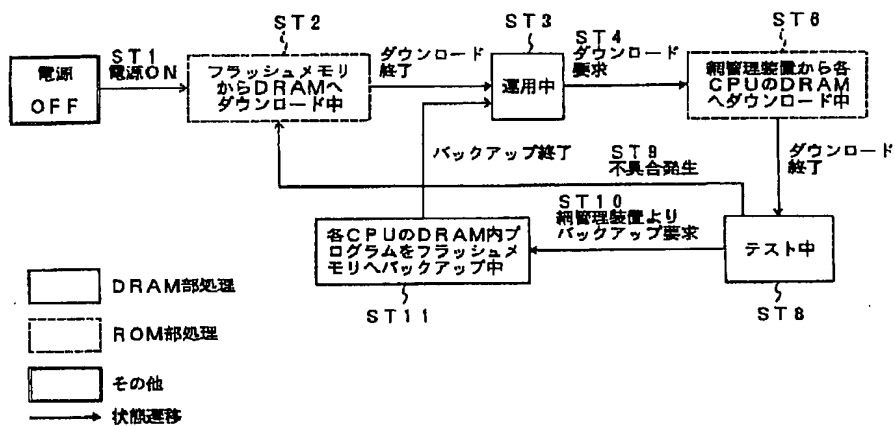 ST2
ST3
ST6
ST1
電源ON
ダウンロード
終了
ST4
ダウンロード
要求
電源
OFF
フラッシュメモリ
からDRAMへ
ダウンロード中
運用中
網管理装置から各
CPUのDRAM
へダウンロード中
バックアップ終了
ST9
不具合発生
ダウンロード
終了
ST10
網管理装置より
バックアップ要求
各CPUのDRAM内プ
ログラムをフラッシュメ
モリへバックアップ中
テスト中
ST11
ST8
DRAM部処理
ROM部処理
その他
状態遷移